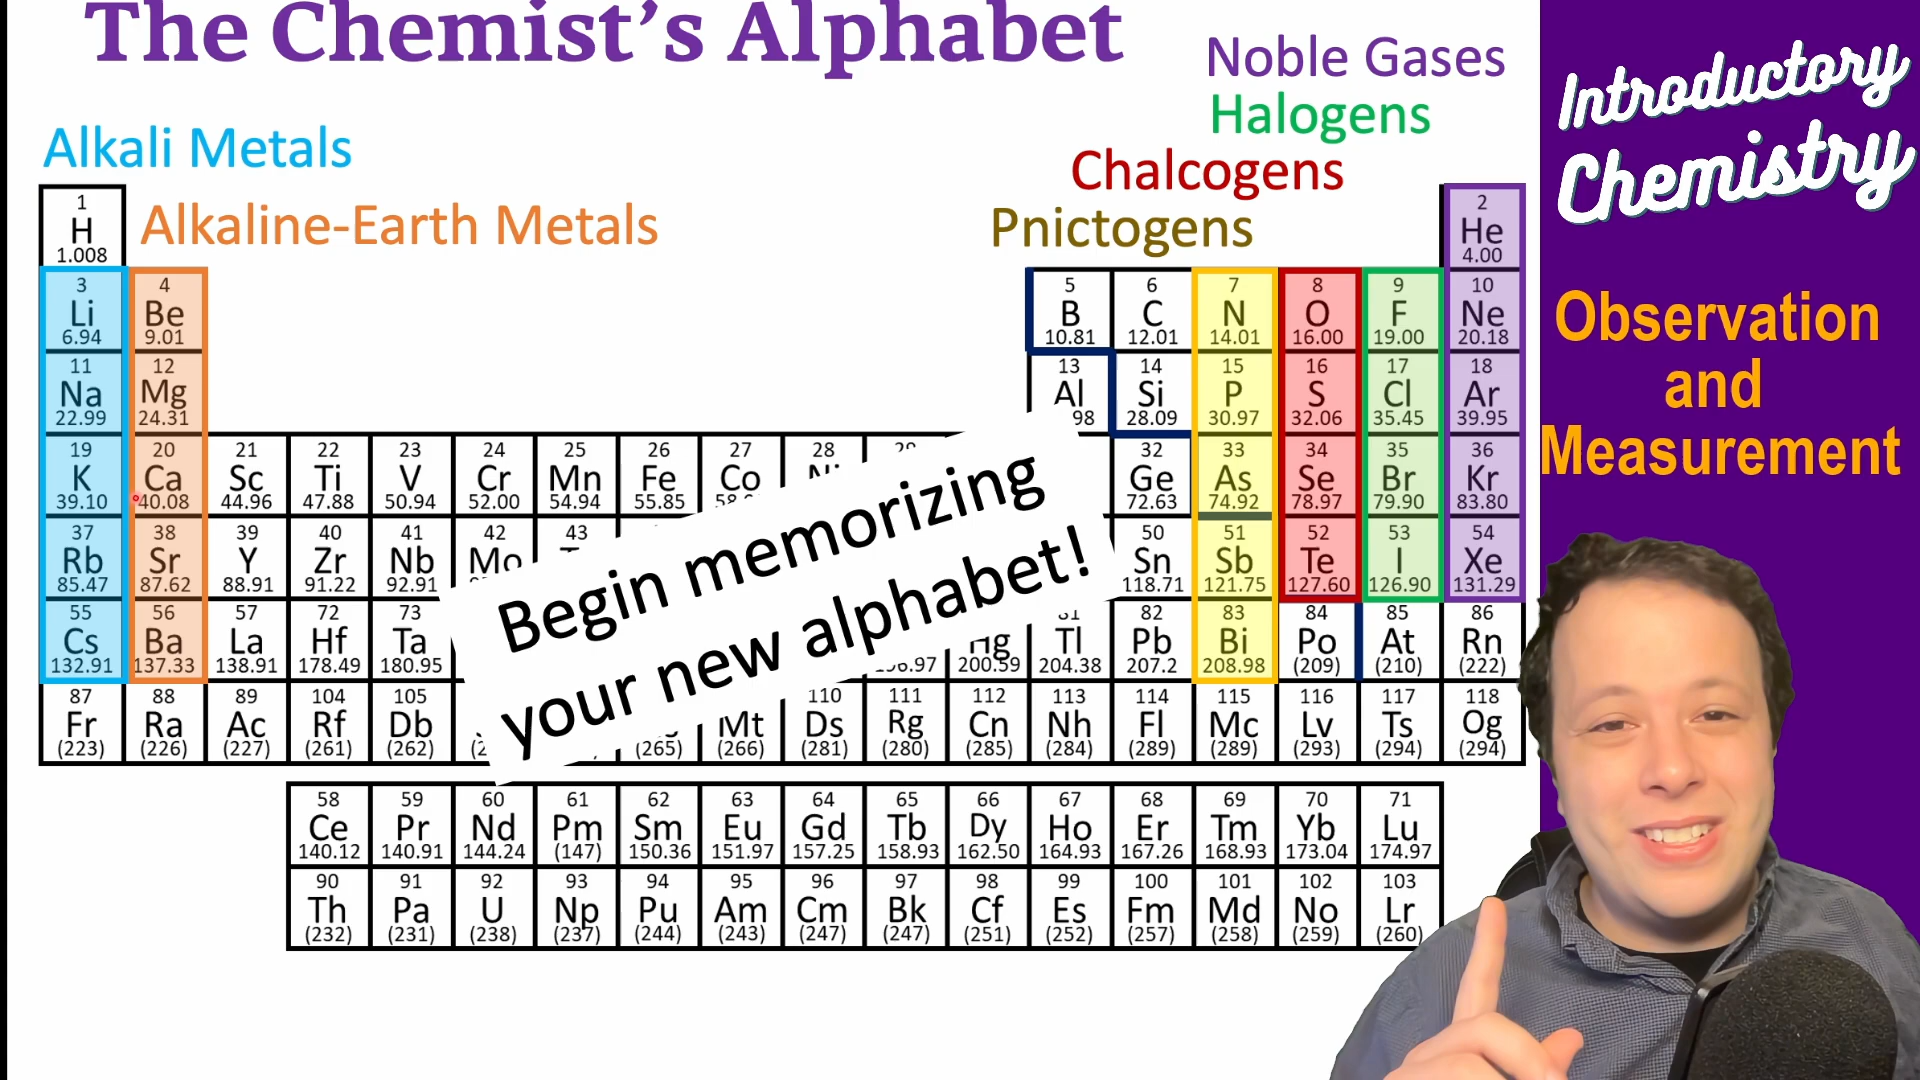 The Chemist's Alphabet
Noble Gases
Halogens
Chalcogens
Pnictogens
Alkali Metals
Alkaline-Earth Metals
1 2
H He
1.008 4.00
3 4 5 6 7 8 9 10
Li Be B C N O F Ne
6.94 9.01 10.81 12.01 14.01 16.00 19.00 20.18
11 12 13 14 15 16 17 18
Na Mg Al Si P S Cl Ar
22.99 24.31 98 28.09 30.97 32.06 35.45 39.95
19 20 21 22 23 24 25 26 27 28 32 33 34 35 36
K Ca Sc Ti V Cr Mn Fe Co Ge As Se Br Kr
39.10 40.08 44.96 47.88 50.94 52.00 54.94 55.85 72.63 74.92 78.97 79.90 83.80
37 38 39 40 41 42 43 50 51 52 53 54
Rb Sr Y Zr Nb Mo Sn Sb Te I Xe
85.47 87.62 88.91 91.22 92.91 118.71 121.75 127.60 126.90 131.29
55 56 57 72 73 81 82 83 84 85 86
Cs Ba La Hf Ta Hg Tl Pb Bi Po At Rn
132.91 137.33 138.91 178.49 180.95 200.59 204.38 207.2 208.98 (209) (210) (222)
87 88 89 104 105 110 111 112 113 114 115 116 117 118
Fr Ra Ac Rf Db Mt Ds Rg Cn Nh Fl Mc Lv Ts Og
(223) (226) (227) (261) (262) (265) (266) (281) (280) (285) (284) (289) (289) (293) (294) (294)
58 59 60 61 62 63 64 65 66 67 68 69 70 71
Ce Pr Nd Pm Sm Eu Gd Tb Dy Ho Er Tm Yb Lu
140.12 140.91 144.24 (147) 150.36 151.97 157.25 158.93 162.50 164.93 167.26 168.93 173.04 174.97
90 91 92 93 94 95 96 97 98 99 100 101 102 103
Th Pa U Np Pu Am Cm Bk Cf Es Fm Md No Lr
(232) (231) (238) (237) (244) (243) (247) (247) (251) (252) (257) (258) (259) (260)
Begin memorizing
your new alphabet!
Introductory
Chemistry
Observation
and
Measurement